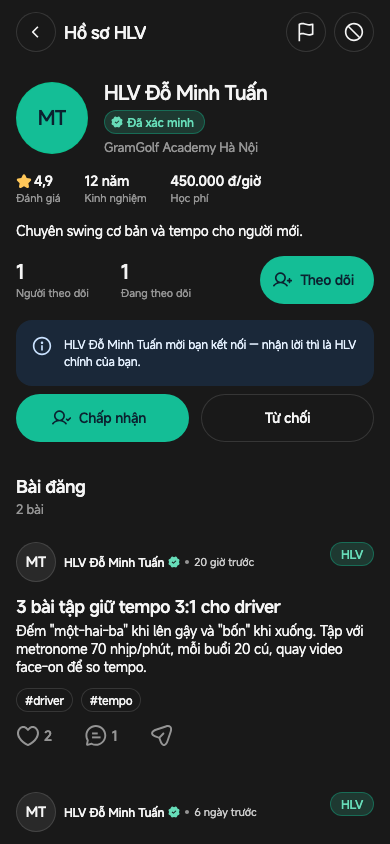 Hồ sơ HLV
MT
HLV Đỗ Minh Tuấn
Đã xác minh
GramGolf Academy Hà Nội
4,9
12 năm
450.000 đ/giờ
Đánh giá
Kinh nghiệm
Học phí
Chuyên swing cơ bản và tempo cho người mới.
1
1
Người theo dõi
Đang theo dõi
Theo dõi
HLV Đỗ Minh Tuấn mời bạn kết nối — nhận lời thì là HLV
chính của bạn.
Chấp nhận
Từ chối
Bài đăng
2 bài
MT
HLV Đỗ Minh Tuấn • 20 giờ trước
HLV
3 bài tập giữ tempo 3:1 cho driver
Đếm "một-hai-ba" khi lên gậy và "bốn" khi xuống. Tập với
metronome 70 nhịp/phút, mỗi buổi 20 cú, quay video
face-on để so tempo.
#driver
#tempo
2
1
MT
HLV Đỗ Minh Tuấn • 6 ngày trước
HLV